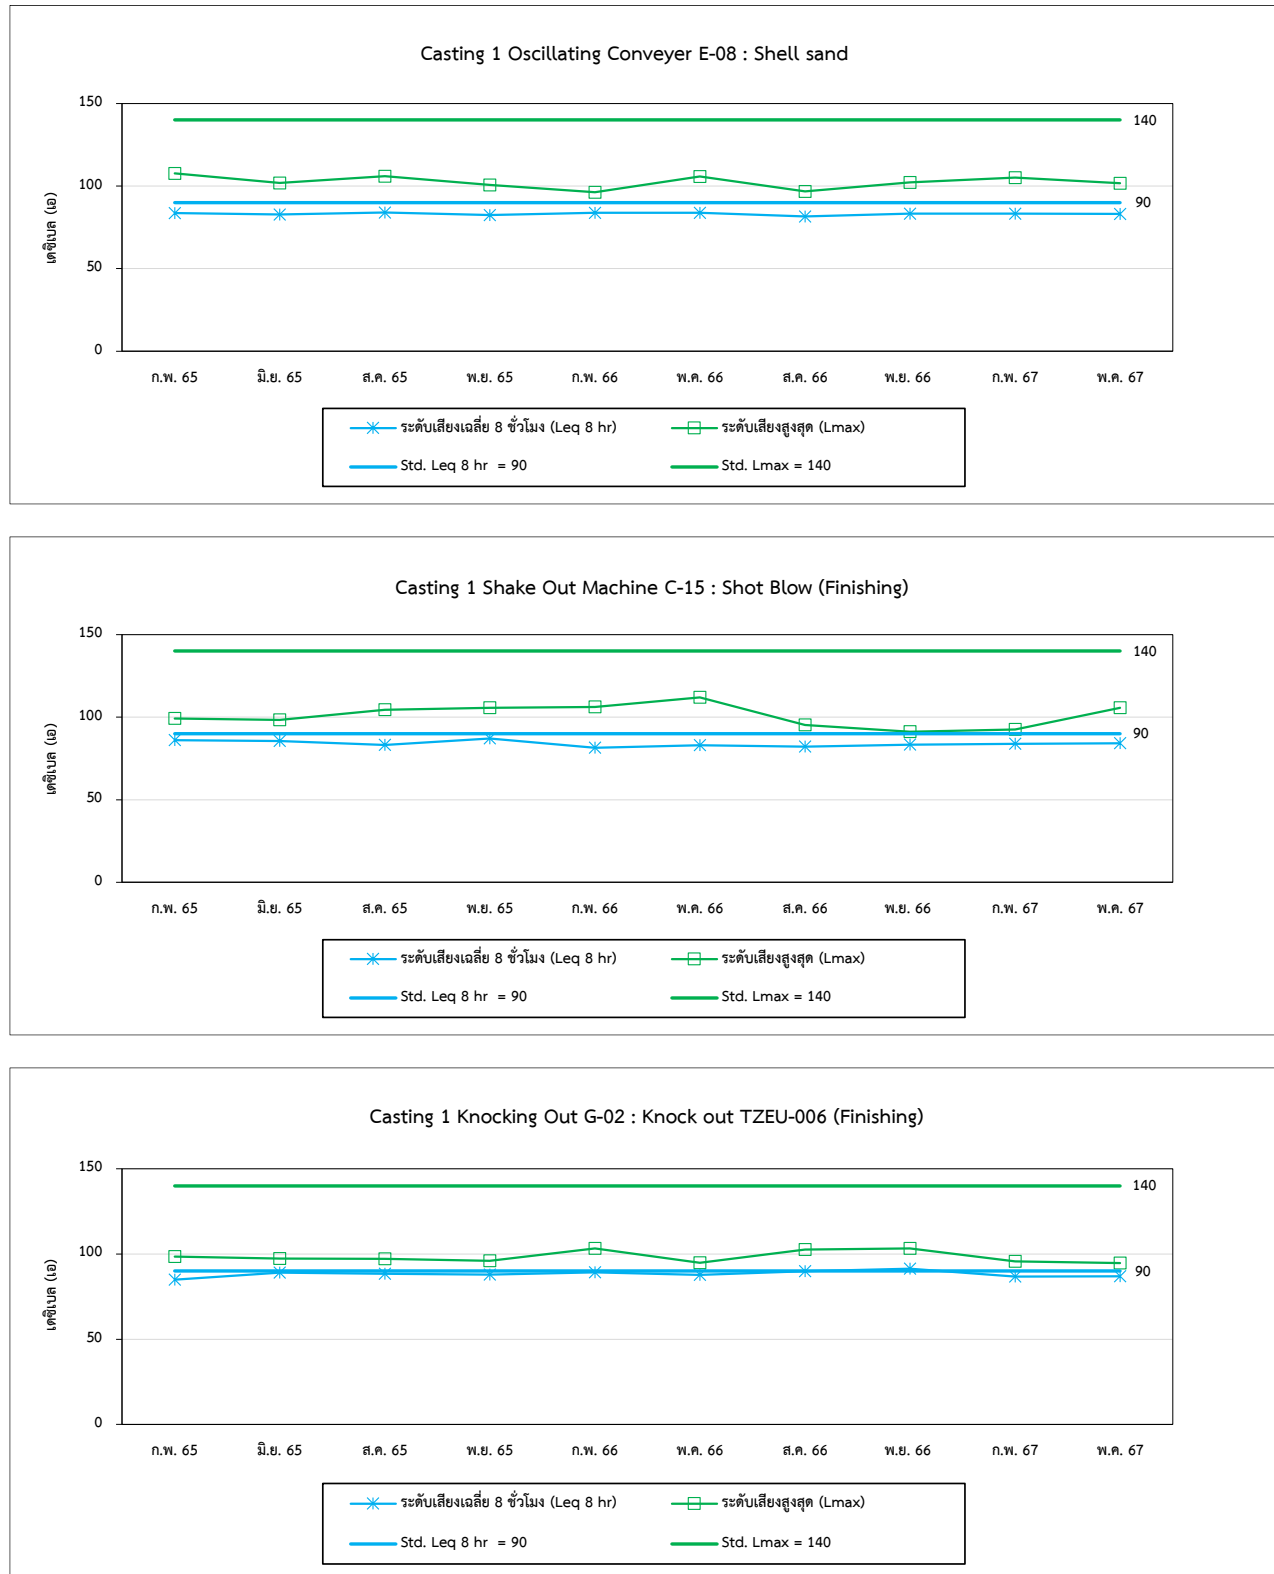 Casting 1 Oscillating Conveyer E-08 : Shell sand
150
140
100
90
50
0
เดซิเบล (เอ)
ก.พ. 65 มิ.ย. 65 ส.ค. 65 พ.ย. 65 ก.พ. 66 พ.ค. 66 ส.ค. 66 พ.ย. 66 ก.พ. 67 พ.ค. 67
ระดับเสียงเฉลี่ย 8 ชั่วโมง (Leq 8 hr) ระดับเสียงสูงสุด (Lmax)
Std. Leq 8 hr = 90 Std. Lmax = 140
Casting 1 Shake Out Machine C-15 : Shot Blow (Finishing)
150
140
100
90
50
0
เดซิเบล (เอ)
ก.พ. 65 มิ.ย. 65 ส.ค. 65 พ.ย. 65 ก.พ. 66 พ.ค. 66 ส.ค. 66 พ.ย. 66 ก.พ. 67 พ.ค. 67
ระดับเสียงเฉลี่ย 8 ชั่วโมง (Leq 8 hr) ระดับเสียงสูงสุด (Lmax)
Std. Leq 8 hr = 90 Std. Lmax = 140
Casting 1 Knocking Out G-02 : Knock out TZEU-006 (Finishing)
150
140
100
90
50
0
เดซิเบล (เอ)
ก.พ. 65 มิ.ย. 65 ส.ค. 65 พ.ย. 65 ก.พ. 66 พ.ค. 66 ส.ค. 66 พ.ย. 66 ก.พ. 67 พ.ค. 67
ระดับเสียงเฉลี่ย 8 ชั่วโมง (Leq 8 hr) ระดับเสียงสูงสุด (Lmax)
Std. Leq 8 hr = 90 Std. Lmax = 140